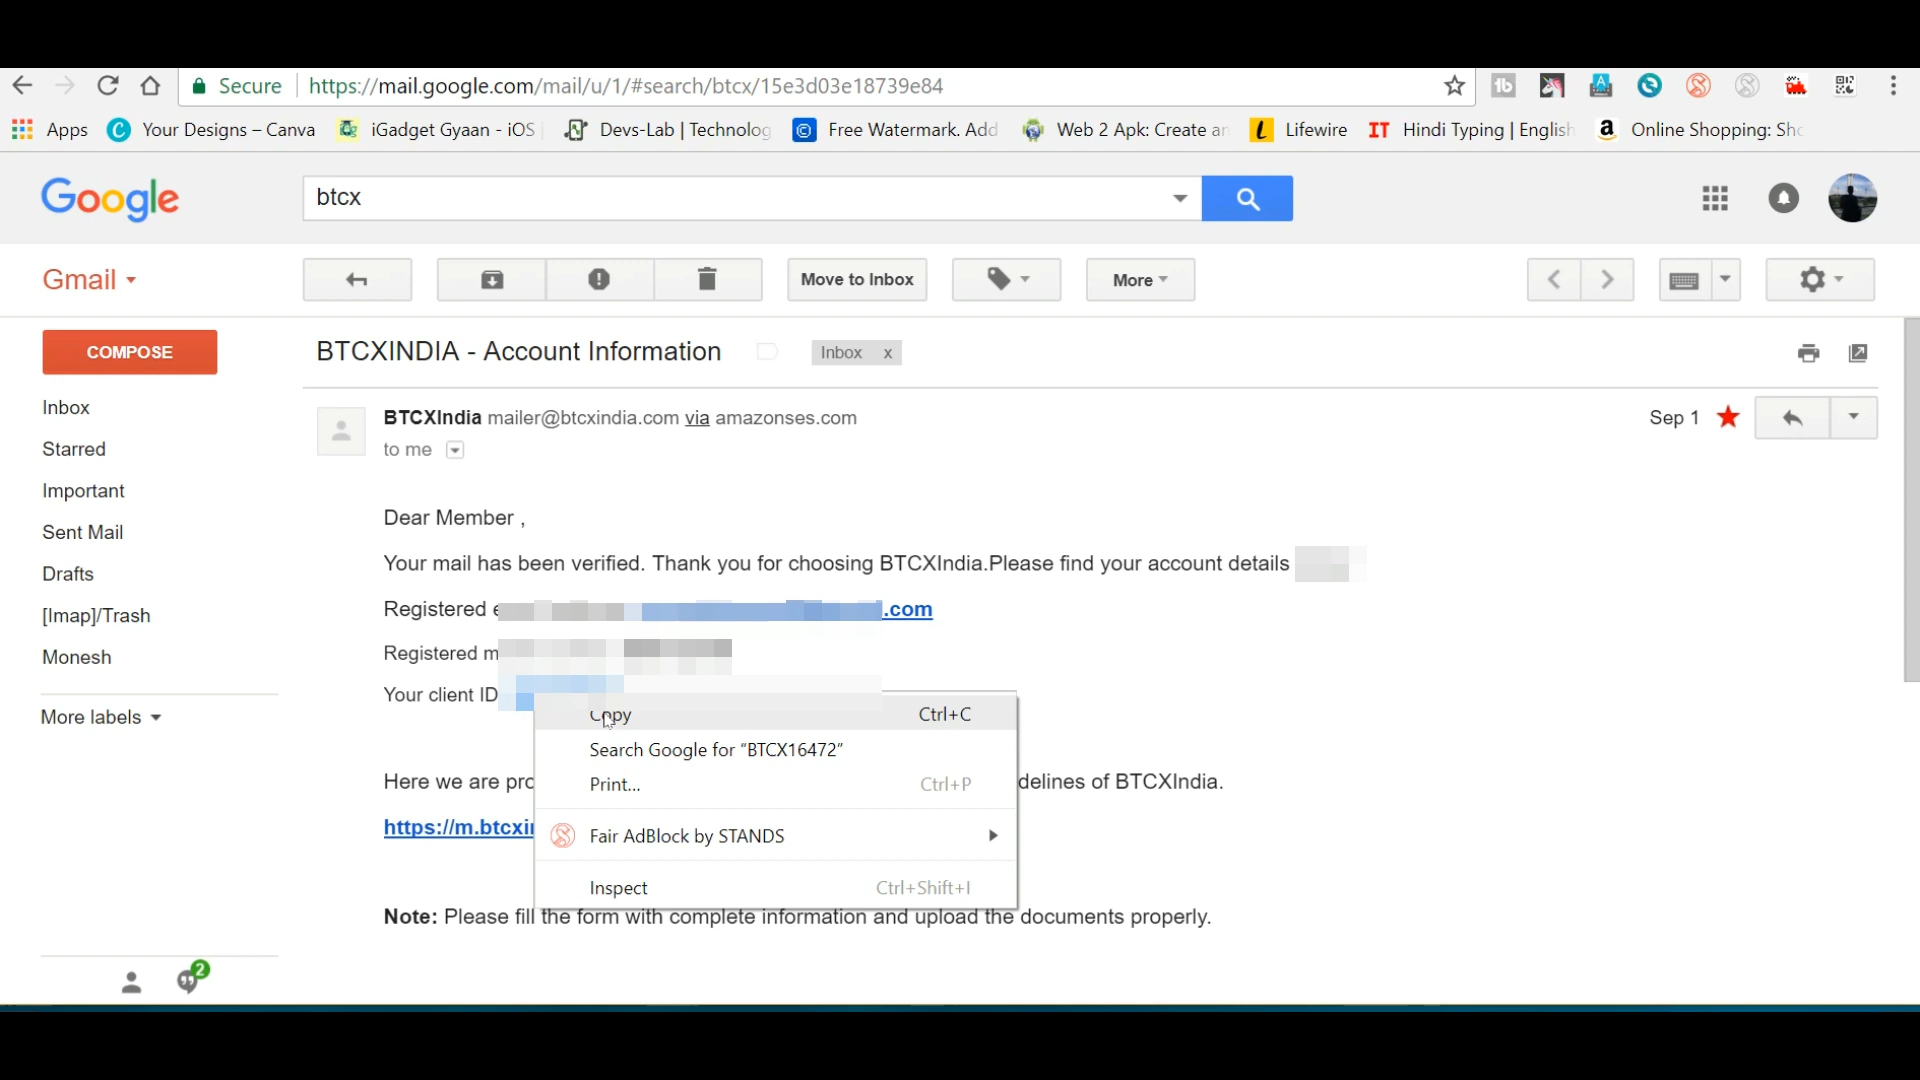 Secure https://mail.google.com/mail/u/1/#search/btcx/15e3d03e18739e84
Apps Your Designs – Canva iGadget Gyaan - iOS Devs-Lab | Technolog Free Watermark. Add Web 2 Apk: Create an Lifewire IT Hindi Typing | English Online Shopping: Sho
Google btcx
Gmail Move to Inbox More
COMPOSE
BTCXINDIA - Account Information Inbox x
Inbox
Starred
Important
Sent Mail
Drafts
[Imap]/Trash
Monesh
More labels
2
BTCXIndia mailer@btcxindia.com via amazonses.com Sep 1
to me
Dear Member ,
Your mail has been verified. Thank you for choosing BTCXIndia.Please find your account details
Registered e .com
Registered m
Your client ID
Copy Ctrl+C
Search Google for “BTCX16472”
Print... Ctrl+P
Fair AdBlock by STANDS
Inspect Ctrl+Shift+I
Here we are pro delines of BTCXIndia.
https://m.btcxin
Note: Please fill the form with complete information and upload the documents properly.